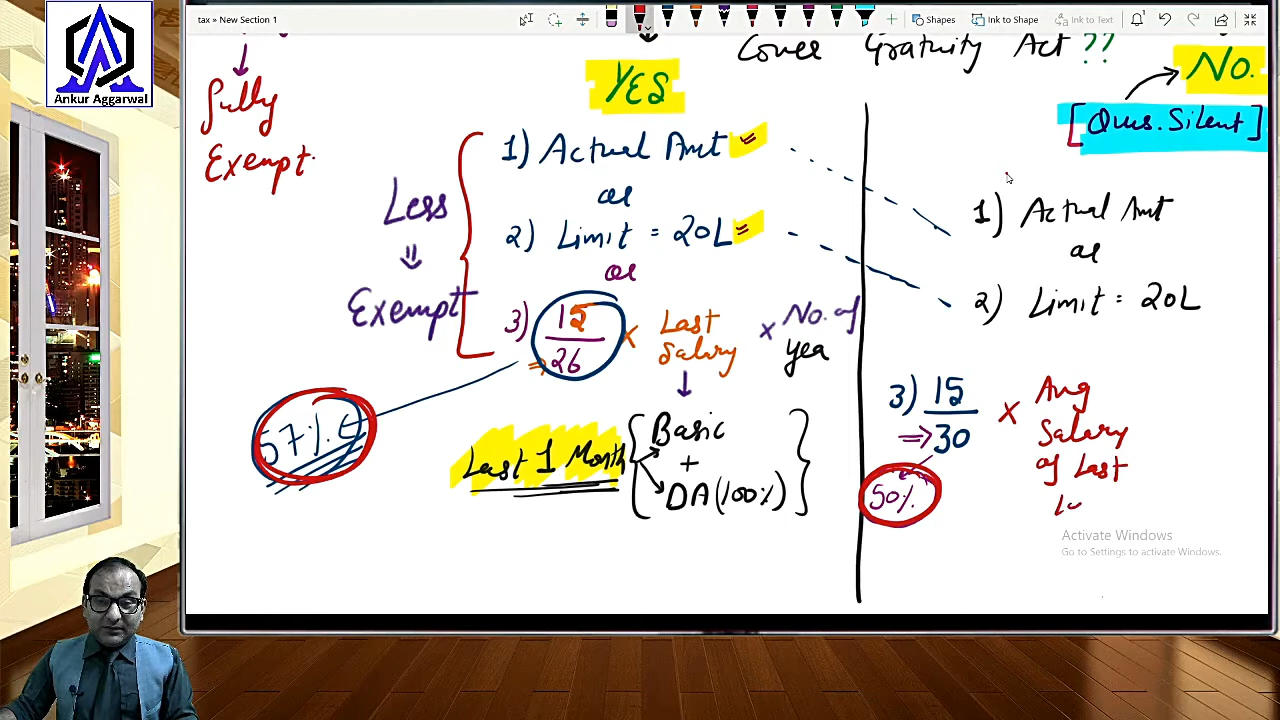 tax » New Section 1
Shapes
Ink to Shape
Ink to Text
Ankur Aggarwal
Cover Gratuity Act ??
Fully
Exempt.
YES
No.
[Ques. Silent]
Less
⇓
Exempt
1) Actual Amt =
or
2) Limit = 20L =
or
3) 15/26 × Last Salary × No. of yea
⇒
57%
Last 1 Month
{ Basic
+
DA (100%) }
1) Actual Amt
or
2) Limit = 20L
3) 15/30 × Avg
Salary
of Last
⇒
50%
Activate Windows
Go to Settings to activate Windows.